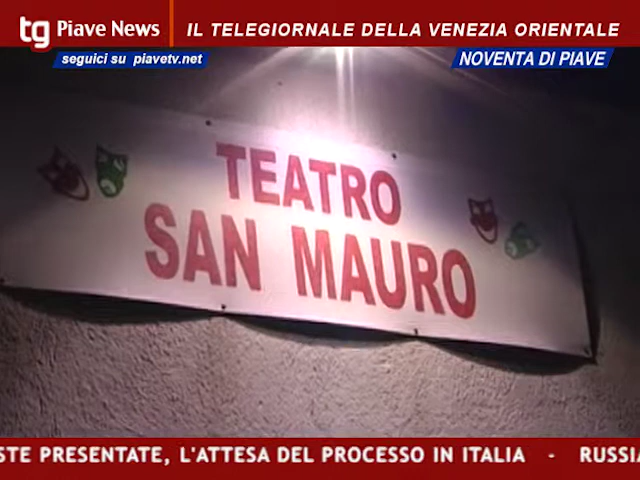 tg Piave News IL TELEGIORNALE DELLA VENEZIA ORIENTALE
seguici su piavetv.net NOVENTA DI PIAVE
TEATRO
SAN MAURO
STE PRESENTATE, L'ATTESA DEL PROCESSO IN ITALIA - RUSSIA